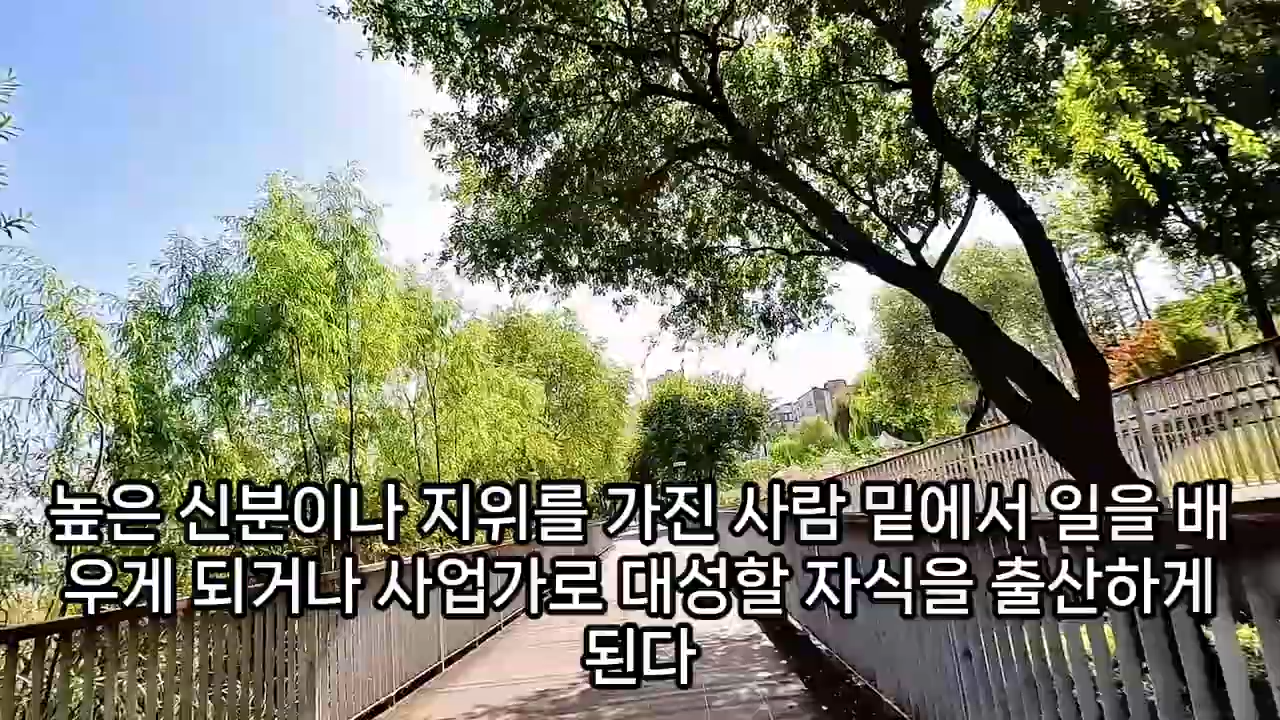 높은 신분이나 지위를 가진 사람 밑에서 일을 배
우게 되거나 사업가로 대성할 자식을 출산하게
된다